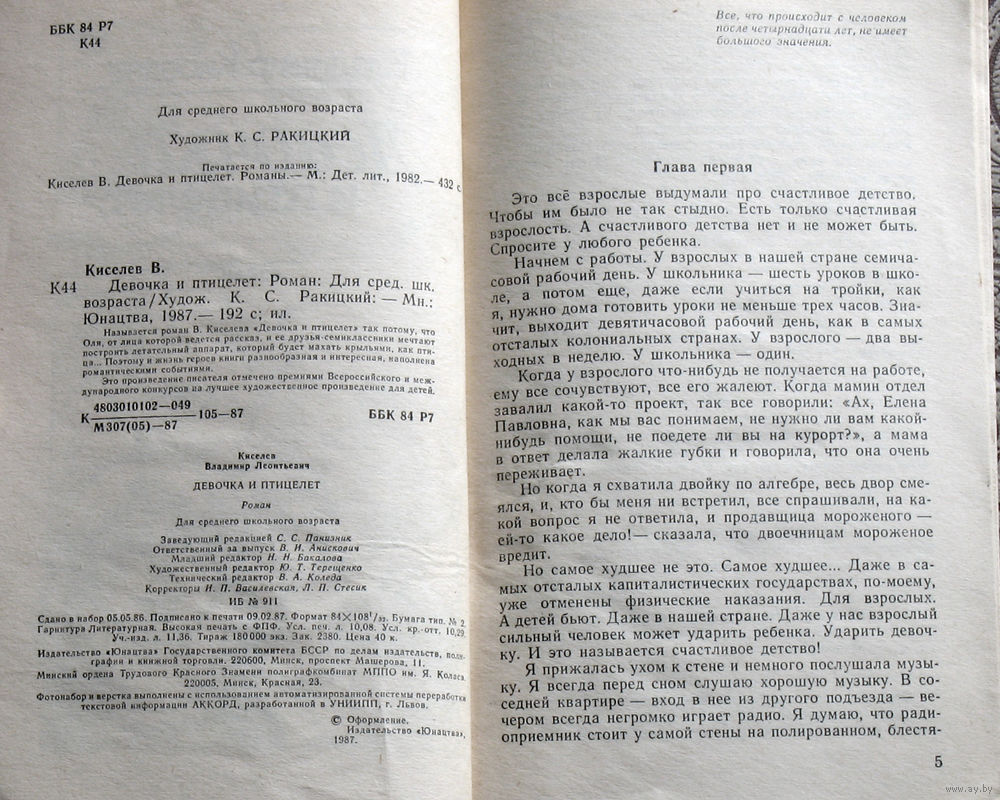 ББК 84 Р7
К44
Для среднего школьного возраста
Художник К. С. РАКИЦКИЙ
Печатается по изданию:
Киселев В. Девочка и птицелет. Романы.— М.: Дет. лит., 1982.— 432 с.
Киселев В.
К44 Девочка и птицелет: Роман: Для сред. шк.
возраста/Худож. К. С. Ракицкий: — Мн.:
Юнацтва, 1987.— 192 с; ил.
Называется роман В. Киселева «Девочка и птицелет» так потому, что
Оля, от лица которой ведется рассказ, и ее друзья-семиклассники мечтают
построить летательный аппарат, который будет махать крыльями, как пти-
ца... Поэтому и жизнь героев книги разнообразная и интересная, наполнена
романтическими событиями.
Это произведение писателя отмечено премиями Всероссийского и меж-
дународного конкурсов на лучшее художественное произведение для детей.
4803010102—049
К 105—87
М307(05)—87
ББК 84 Р7
Киселев
Владимир Леонтьевич
ДЕВОЧКА И ПТИЦЕЛЕТ
Роман
Для среднего школьного возраста
Заведующий редакцией С. С. Панизник
Ответственный за выпуск В. И. Анискович
Младший редактор Н. Н. Бакалова
Художественный редактор Ю. Т. Терещенко
Технический редактор В. А. Коледа
Корректоры И. П. Василевская, Л. П. Стесик
ИБ № 911
Сдано в набор 05.05.86. Подписано к печати 09.02.87. Формат 84×108¹/₃₂. Бумага тип. № 2.
Гарнитура Литературная. Высокая печать с ФПФ. Усл. печ. л. 10,08. Усл. кр.-отт. 10,29.
Уч.-изд. л. 11,36. Тираж 180 000 экз. Зак. 2380. Цена 40 к.
Издательство «Юнацтва» Государственного комитета БССР по делам издательств, поли-
графии и книжной торговли. 220600, Минск, проспект Машерова, 11.
Минский ордена Трудового Красного Знамени полиграфкомбинат МППО им. Я. Коласа.
220005, Минск, Красная, 23.
Фотонабор и верстка выполнены с использованием автоматизированной системы переработки
текстовой информации АККОРД, разработанной в УНИИПП, г. Львов.
© Оформление.
Издательство «Юнацтва»,
1987.
Все, что происходит с человеком
после четырнадцати лет, не имеет
большого значения.
Глава первая
Это всё взрослые выдумали про счастливое детство.
Чтобы им было не так стыдно. Есть только счастливая
взрослость. А счастливого детства нет и не может быть.
Спросите у любого ребенка.
Начнем с работы. У взрослых в нашей стране семича-
совой рабочий день. У школьника — шесть уроков в шко-
ле, а потом еще, даже если учиться на тройки, как
я, нужно дома готовить уроки не меньше трех часов. Зна-
чит, выходит девятичасовой рабочий день, как в самых
отсталых колониальных странах. У взрослого — два вы-
ходных в неделю. У школьника — один.
Когда у взрослого что-нибудь не получается на работе,
ему все сочувствуют, все его жалеют. Когда мамин отдел
завалил какой-то проект, так все говорили: «Ах, Елена
Павловна, как мы вас понимаем, не нужно ли вам какой-
нибудь помощи, не поедете ли вы на курорт?», а мама
в ответ делала жалкие губки и говорила, что она очень
переживает.
Но когда я схватила двойку по алгебре, весь двор сме-
ялся, и, кто бы меня ни встретил, все спрашивали, на ка-
кой вопрос я не ответила, и продавщица мороженого —
ей-то какое дело!— сказала, что двоечницам мороженое
вредит.
Но самое худшее не это. Самое худшее... Даже в са-
мых отсталых капиталистических государствах, по-моему,
уже отменены физические наказания. Для взрослых.
А детей бьют. Даже в нашей стране. Даже у нас взрослый
сильный человек может ударить ребенка. Ударить девоч-
ку. И это называется счастливое детство!
Я прижалась ухом к стене и немного послушала музы-
ку. Я всегда перед сном слушаю хорошую музыку. В со-
седней квартире — вход в нее из другого подъезда — ве-
чером всегда негромко играет радио. Я думаю, что ради-
оприемник стоит у самой стены на полированном, блестя-
5
www.ay.by